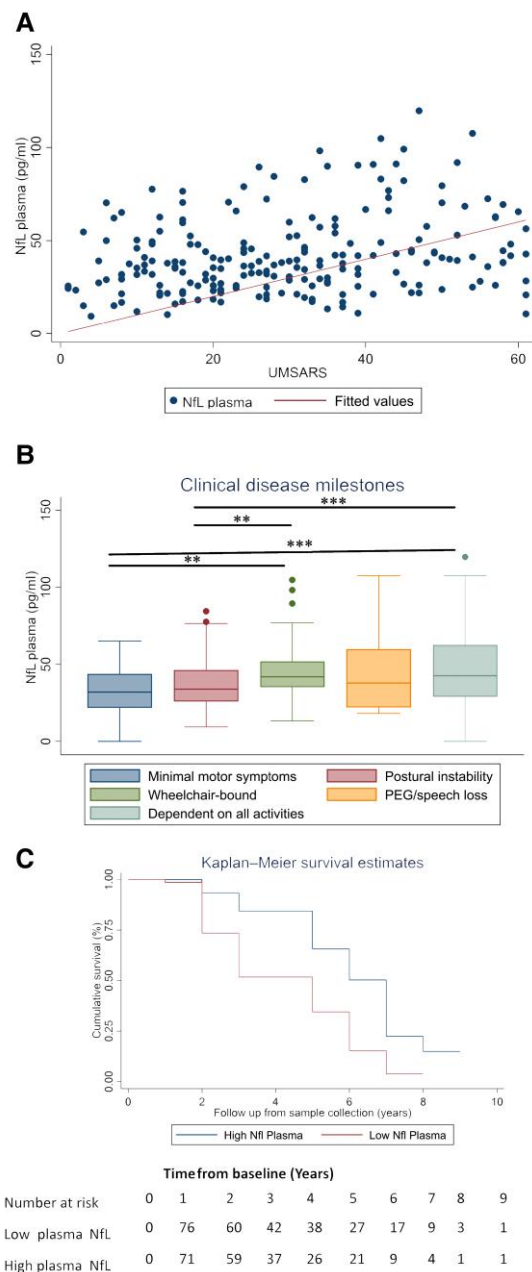 A
NfL plasma (pg/ml)
150
100
50
0
0 20 40 60
UMSARS
NfL plasma Fitted values
B
Clinical disease milestones
NfL plasma (pg/ml)
150
100
50
0
***
**
***
**
Minimal motor symptoms Postural instability
Wheelchair-bound PEG/speech loss
Dependent on all activities
C
Kaplan–Meier survival estimates
Cumulative survival (%)
1.00
0.75
0.50
0.25
0.00
0 2 4 6 8 10
Follow up from sample collection (years)
High Nfl Plasma Low Nfl Plasma
Time from baseline (Years)
Number at risk 0 1 2 3 4 5 6 7 8 9
Low plasma NfL 0 76 60 42 38 27 17 9 3 1
High plasma NfL 0 71 59 37 26 21 9 4 1 1